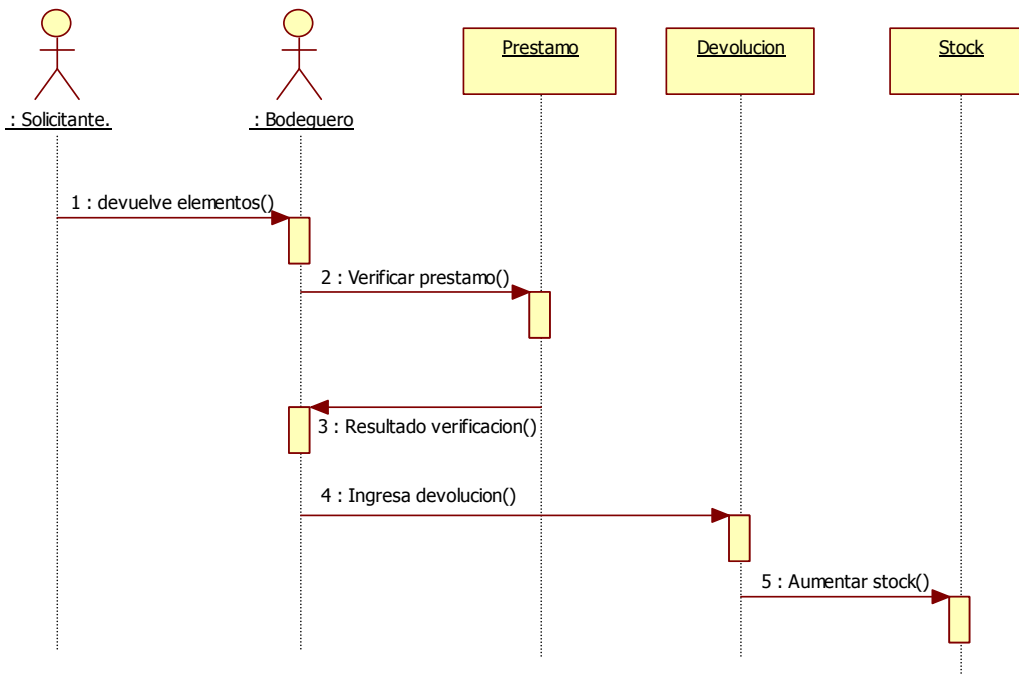 Prestamo
Devolucion
Stock
: Solicitante.
: Bodeguero
1 : devuelve elementos()
2 : Verificar prestamo()
3 : Resultado verificacion()
4 : Ingresa devolucion()
5 : Aumentar stock()